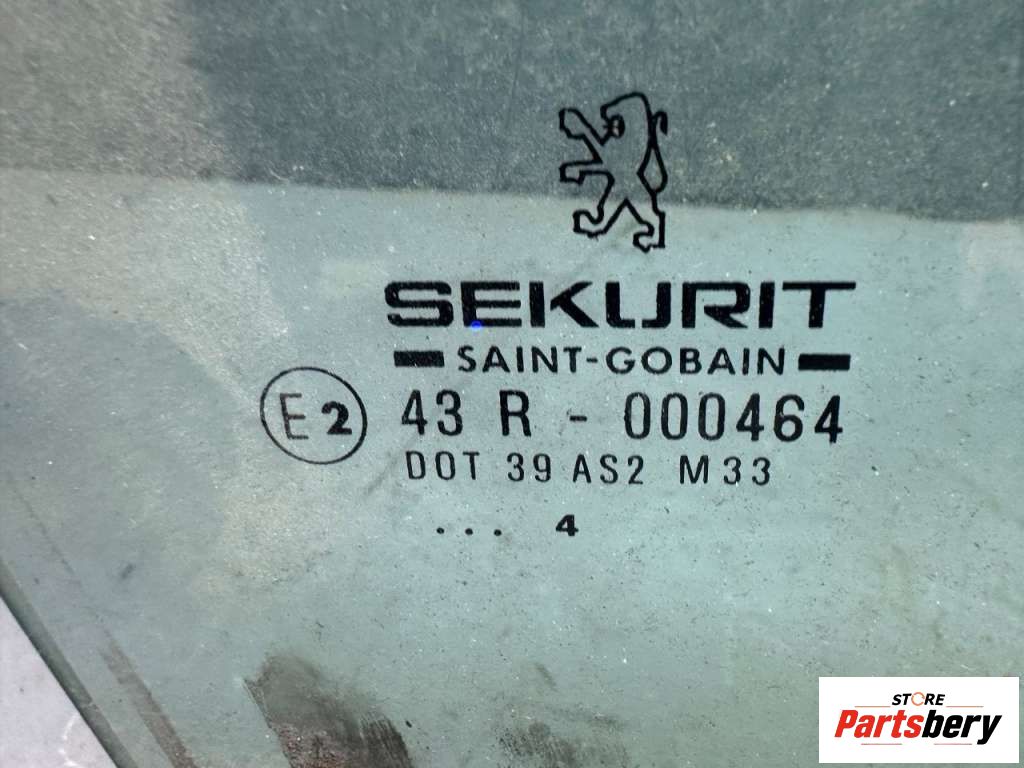 SEKURIT
SAINT-GOBAIN
E2 43 R - 000464
DOT 39 AS2 M33
... 4
STORE
Partsbery